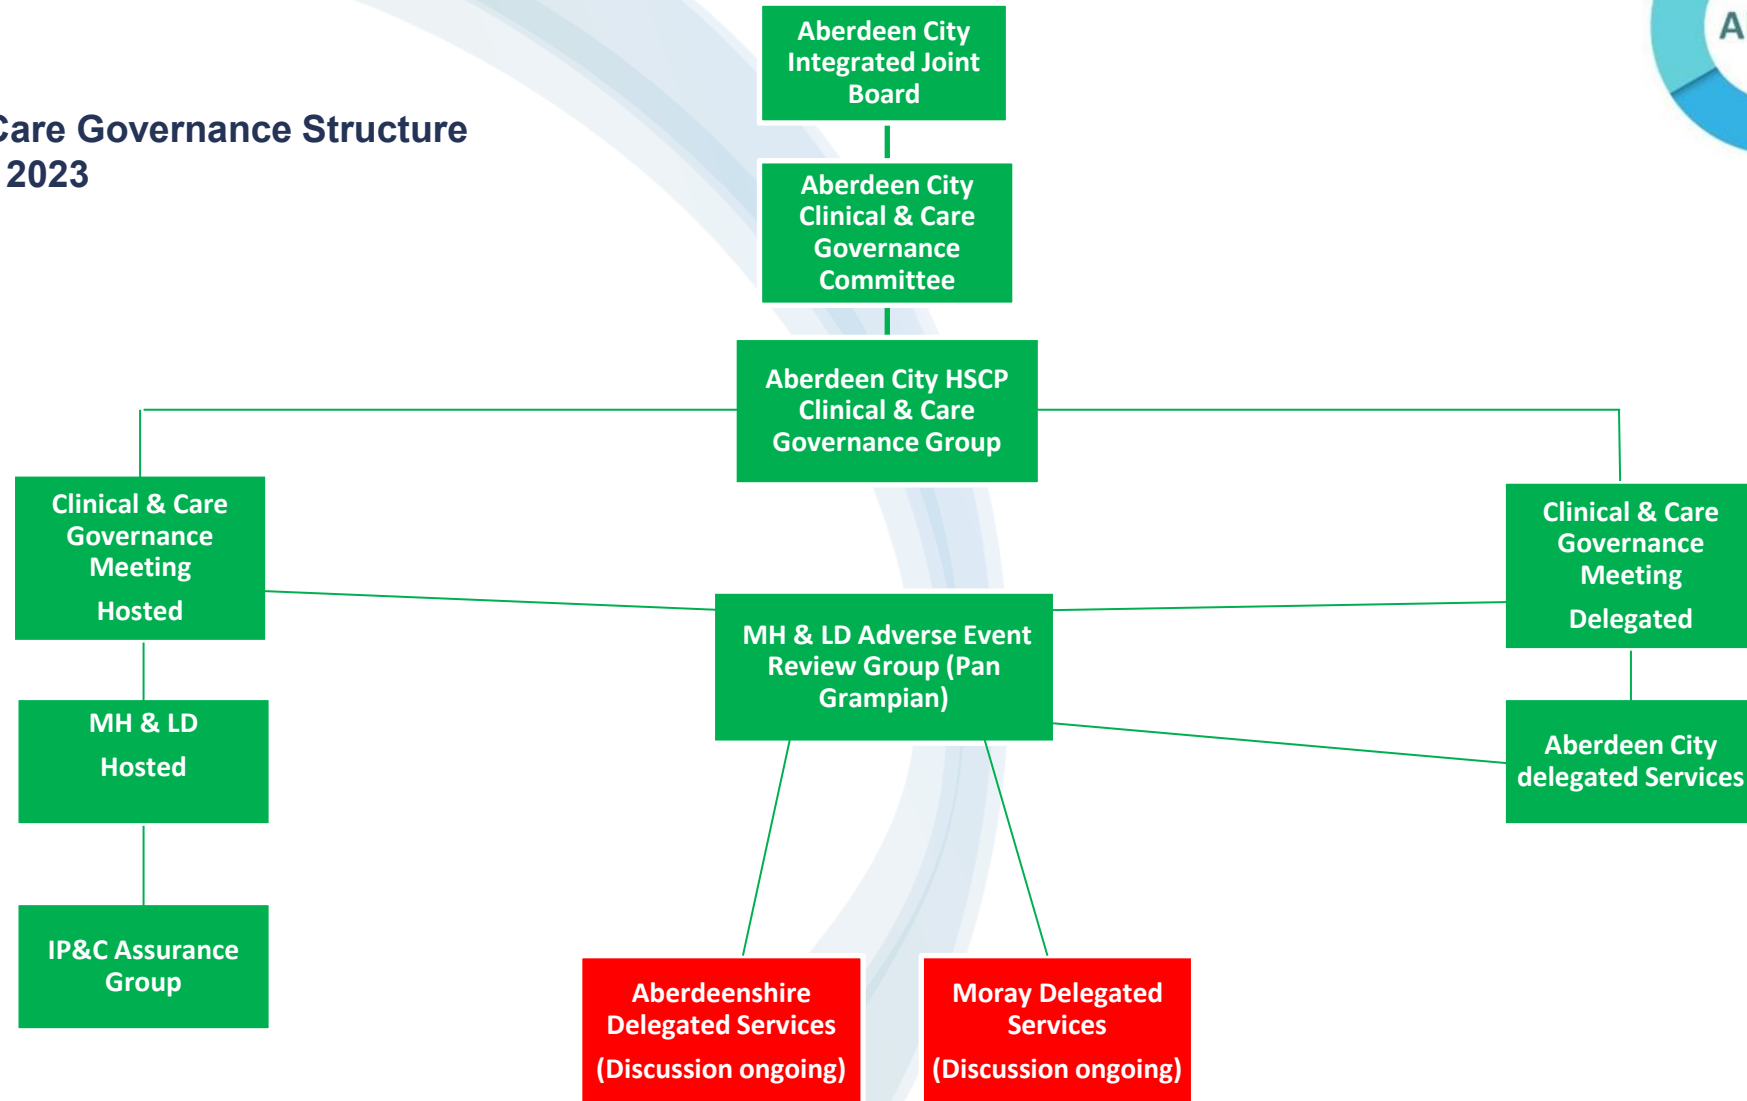 Aberdeen City
Integrated Joint
Board
Care Governance Structure
2023
Aberdeen City
Clinical & Care
Governance
Committee
Aberdeen City HSCP
Clinical & Care
Governance Group
Clinical & Care
Governance
Meeting
Hosted
Clinical & Care
Governance
Meeting
Delegated
MH & LD Adverse Event
Review Group (Pan
Grampian)
MH & LD
Hosted
Aberdeen City
delegated Services
IP&C Assurance
Group
Aberdeenshire
Delegated Services
(Discussion ongoing)
Moray Delegated
Services
(Discussion ongoing)